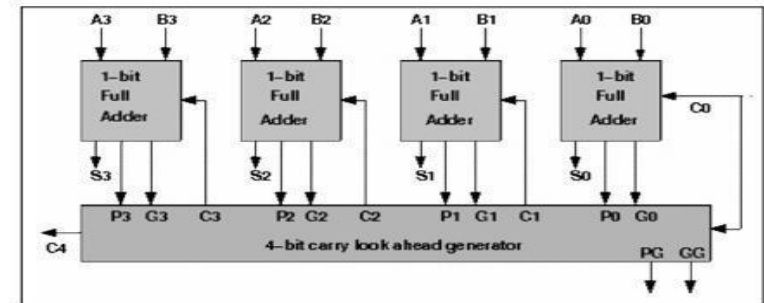 A3 B3 A2 B2 A1 B1 A0 B0
1-bit 1-bit 1-bit 1-bit
Full Full Full Full
Adder Adder Adder Adder
C0
S3 S2 S1 S0
P3 G3 C3 P2 G2 C2 P1 G1 C1 P0 G0
C4
4-bit carry look ahead generator
PG GG